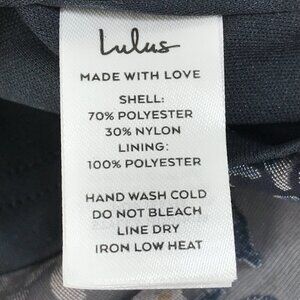 Lulus
MADE WITH LOVE
SHELL:
70% POLYESTER
30% NYLON
LINING:
100% POLYESTER
HAND WASH COLD
DO NOT BLEACH
LINE DRY
IRON LOW HEAT